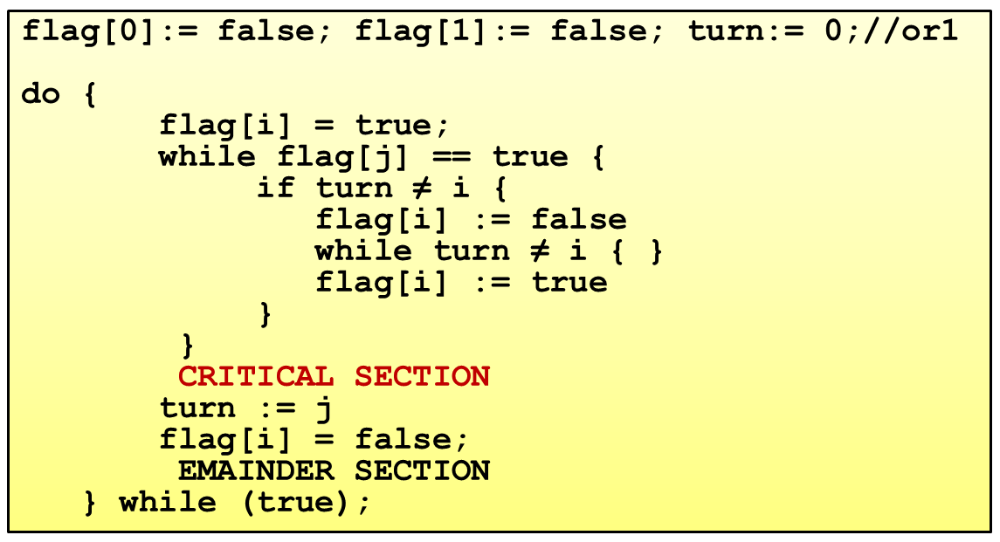 flag[0]:= false; flag[1]:= false; turn:= 0;//or1
do {
flag[i] = true;
while flag[j] == true {
if turn ≠ i {
flag[i] := false
while turn ≠ i { }
flag[i] := true
}
}
CRITICAL SECTION
turn := j
flag[i] = false;
EMAINDER SECTION
} while (true);